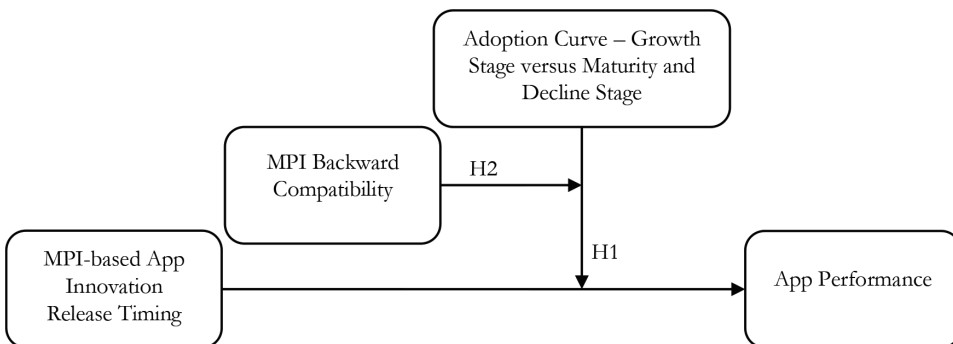 Adoption Curve – Growth
Stage versus Maturity and
Decline Stage
MPI Backward
Compatibility
H2
MPI-based App
Innovation
Release Timing
H1
App Performance